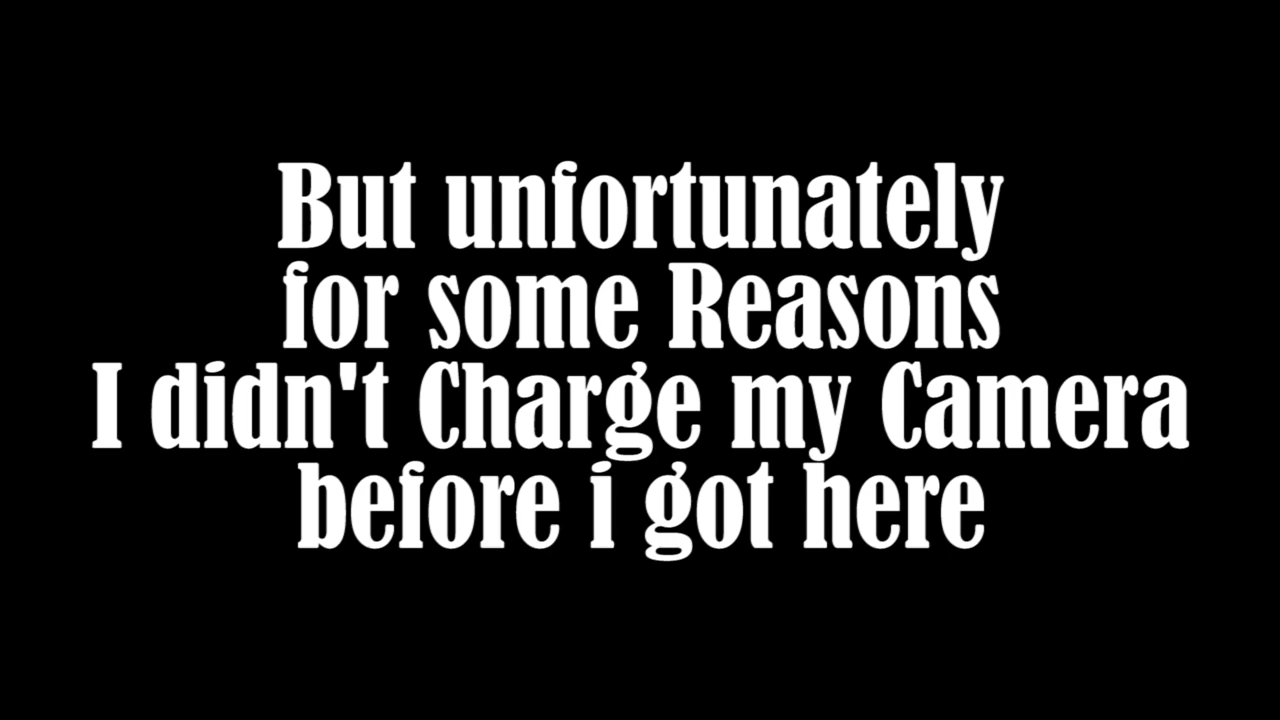 But unfortunately
for some Reasons
I didn't Charge my Camera
before i got here